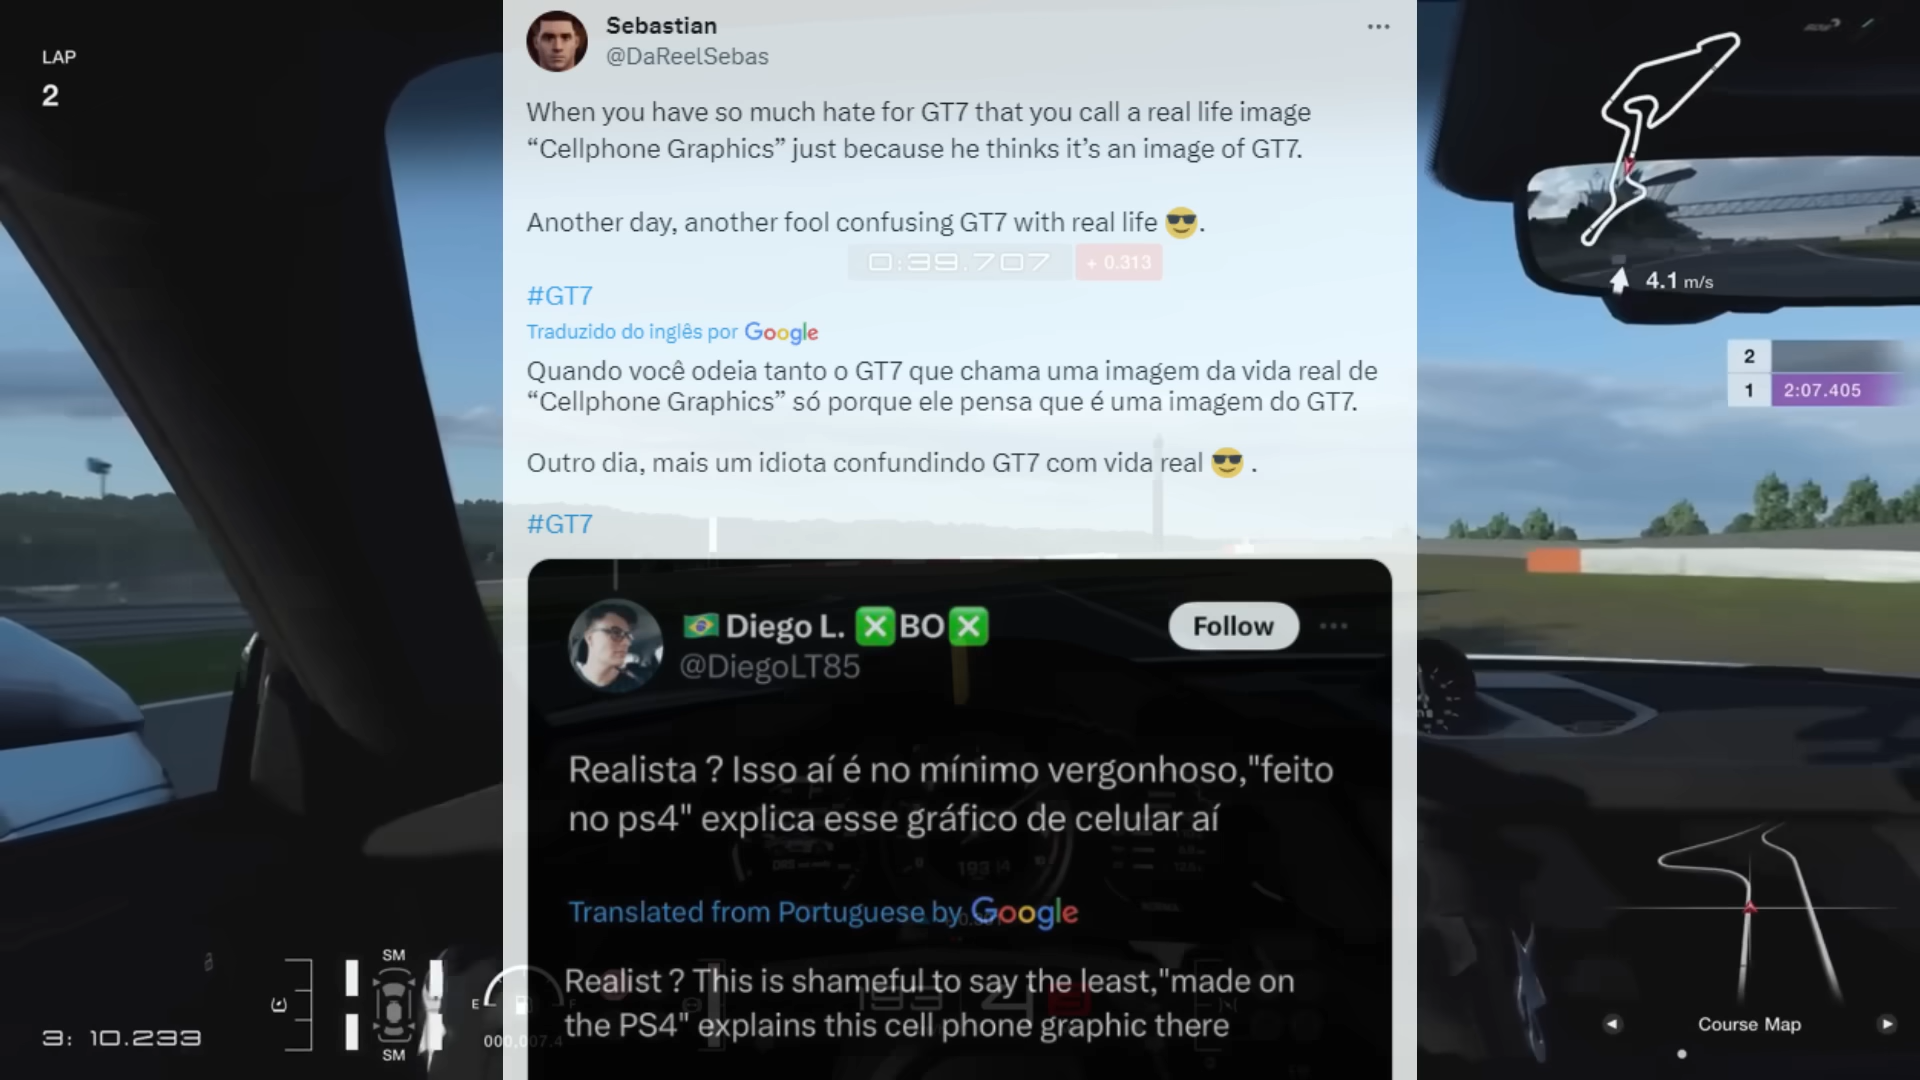 LAP
2
Sebastian
@DaReelSebas
When you have so much hate for GT7 that you call a real life image
“Cellphone Graphics” just because he thinks it’s an image of GT7.
Another day, another fool confusing GT7 with real life 😎.
0:39.707 + 0.313
#GT7
Traduzido do inglês por Google
Quando você odeia tanto o GT7 que chama uma imagem da vida real de
“Cellphone Graphics” só porque ele pensa que é uma imagem do GT7.
Outro dia, mais um idiota confundindo GT7 com vida real 😎 .
#GT7
🇧🇷 Diego L. ❎BO❎
@DiegoLT85
Follow
Realista ? Isso aí é no mínimo vergonhoso,"feito
no ps4" explica esse gráfico de celular aí
Translated from Portuguese by Google
Realist ? This is shameful to say the least,"made on
the PS4" explains this cell phone graphic there
4.1 m/s
2
1 2:07.405
193
SM
SM
E F
000,007.4
3: 10.233
Course Map